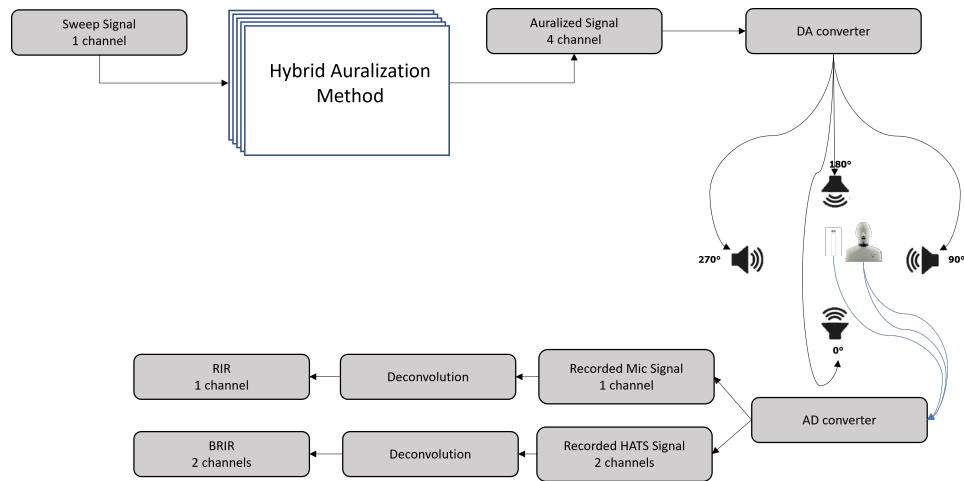 Sweep Signal
1 channel
Hybrid Auralization
Method
Auralized Signal
4 channel
DA converter
180°
270°
90°
0°
RIR
1 channel
Deconvolution
Recorded Mic Signal
1 channel
AD converter
BRIR
2 channels
Deconvolution
Recorded HATS Signal
2 channels